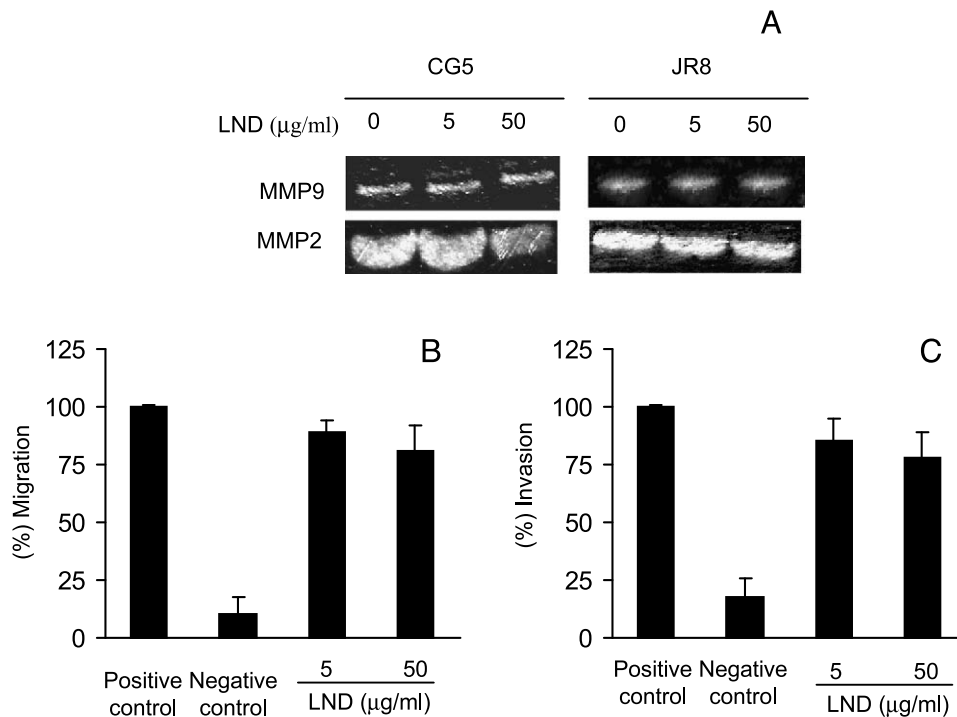 A
CG5 JR8
LND (μg/ml) 0 5 50 0 5 50
MMP9
MMP2
B
(%) Migration
125
100
75
50
25
0
Positive control
Negative control
5 50
LND (μg/ml)
C
(%) Invasion
125
100
75
50
25
0
Positive control
Negative control
5 50
LND (μg/ml)